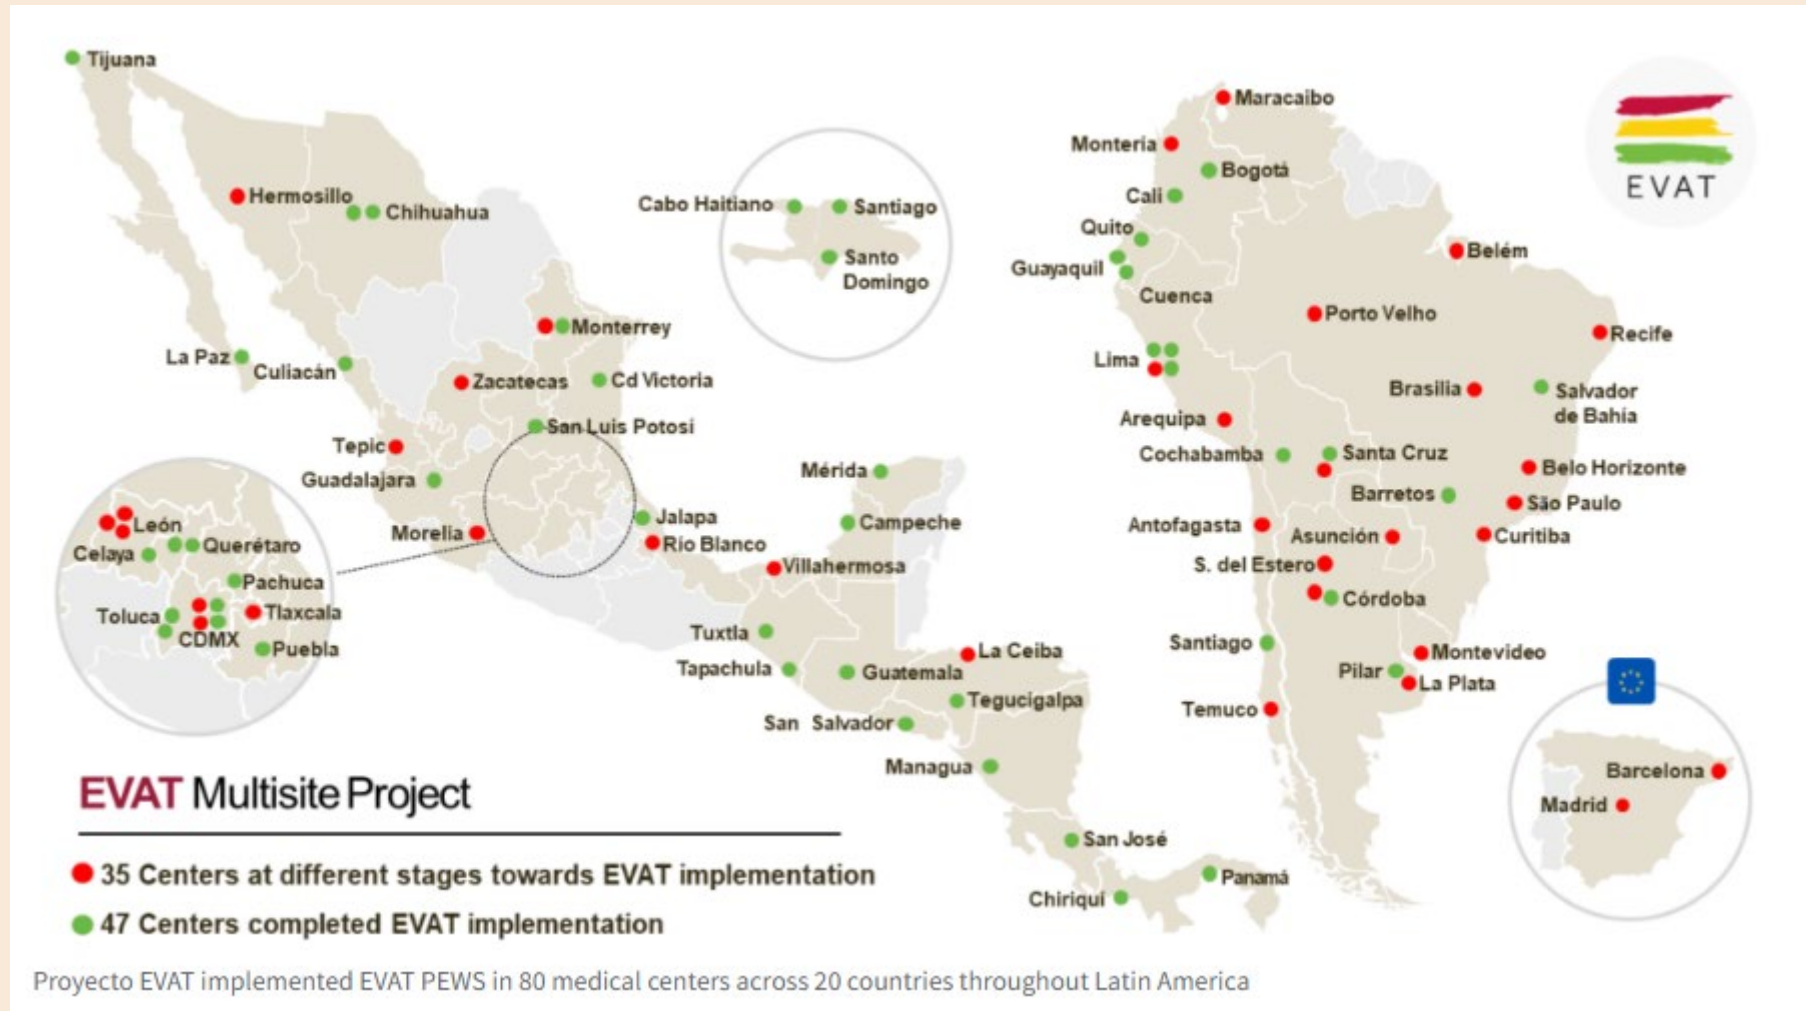 Tijuana
Hermosillo
Chihuahua
Monterrey
La Paz
Culiacán
Zacatecas
Cd Victoria
San Luis Potosí
Tepic
Guadalajara
Morelia
Jalapa
Río Blanco
Villahermosa
Mérida
Campeche
Tuxtla
Tapachula
Guatemala
La Ceiba
Tegucigalpa
San Salvador
Managua
San José
Chiriquí
Panamá
León
Celaya
Querétaro
Pachuca
Toluca
CDMX
Tlaxcala
Puebla
Cabo Haitiano
Santiago
Santo
Domingo
Maracaibo
Montería
Bogotá
Cali
Quito
Guayaquil
Cuenca
Belém
Porto Velho
Recife
Lima
Brasilia
Salvador
de Bahía
Arequipa
Cochabamba
Santa Cruz
Belo Horizonte
Barretos
São Paulo
Antofagasta
Asunción
Curitiba
S. del Estero
Córdoba
Santiago
Montevideo
Pilar
La Plata
Temuco
EVAT
Barcelona
Madrid
EVAT Multisite Project
35 Centers at different stages towards EVAT implementation
47 Centers completed EVAT implementation
Proyecto EVAT implemented EVAT PEWS in 80 medical centers across 20 countries throughout Latin America